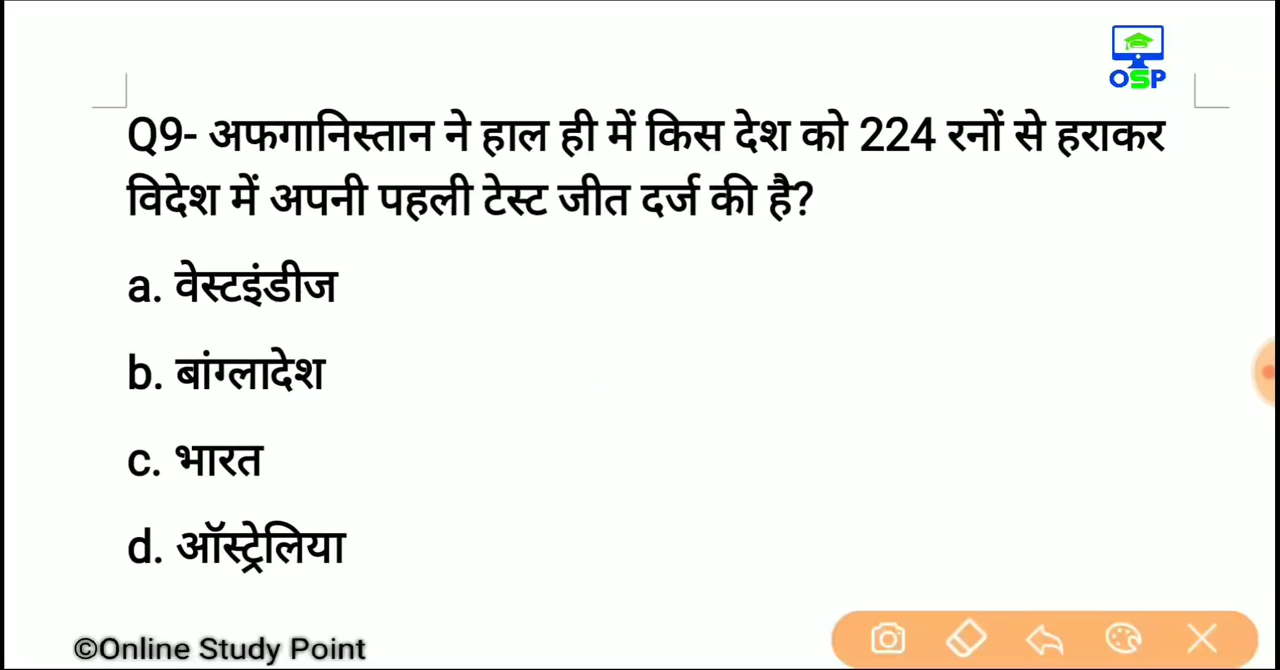 OSP
Q9- अफगानिस्तान ने हाल ही में किस देश को 224 रनों से हराकर
विदेश में अपनी पहली टेस्ट जीत दर्ज की है?
a. वेस्टइंडीज
b. बांग्लादेश
c. भारत
d. ऑस्ट्रेलिया
©Online Study Point